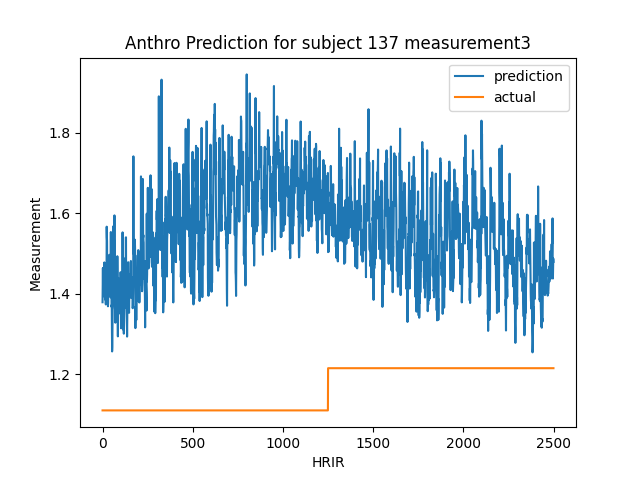 Anthro Prediction for subject 137 measurement3
prediction
actual
Measurement
1.8
1.6
1.4
1.2
0 500 1000 1500 2000 2500
HRIR